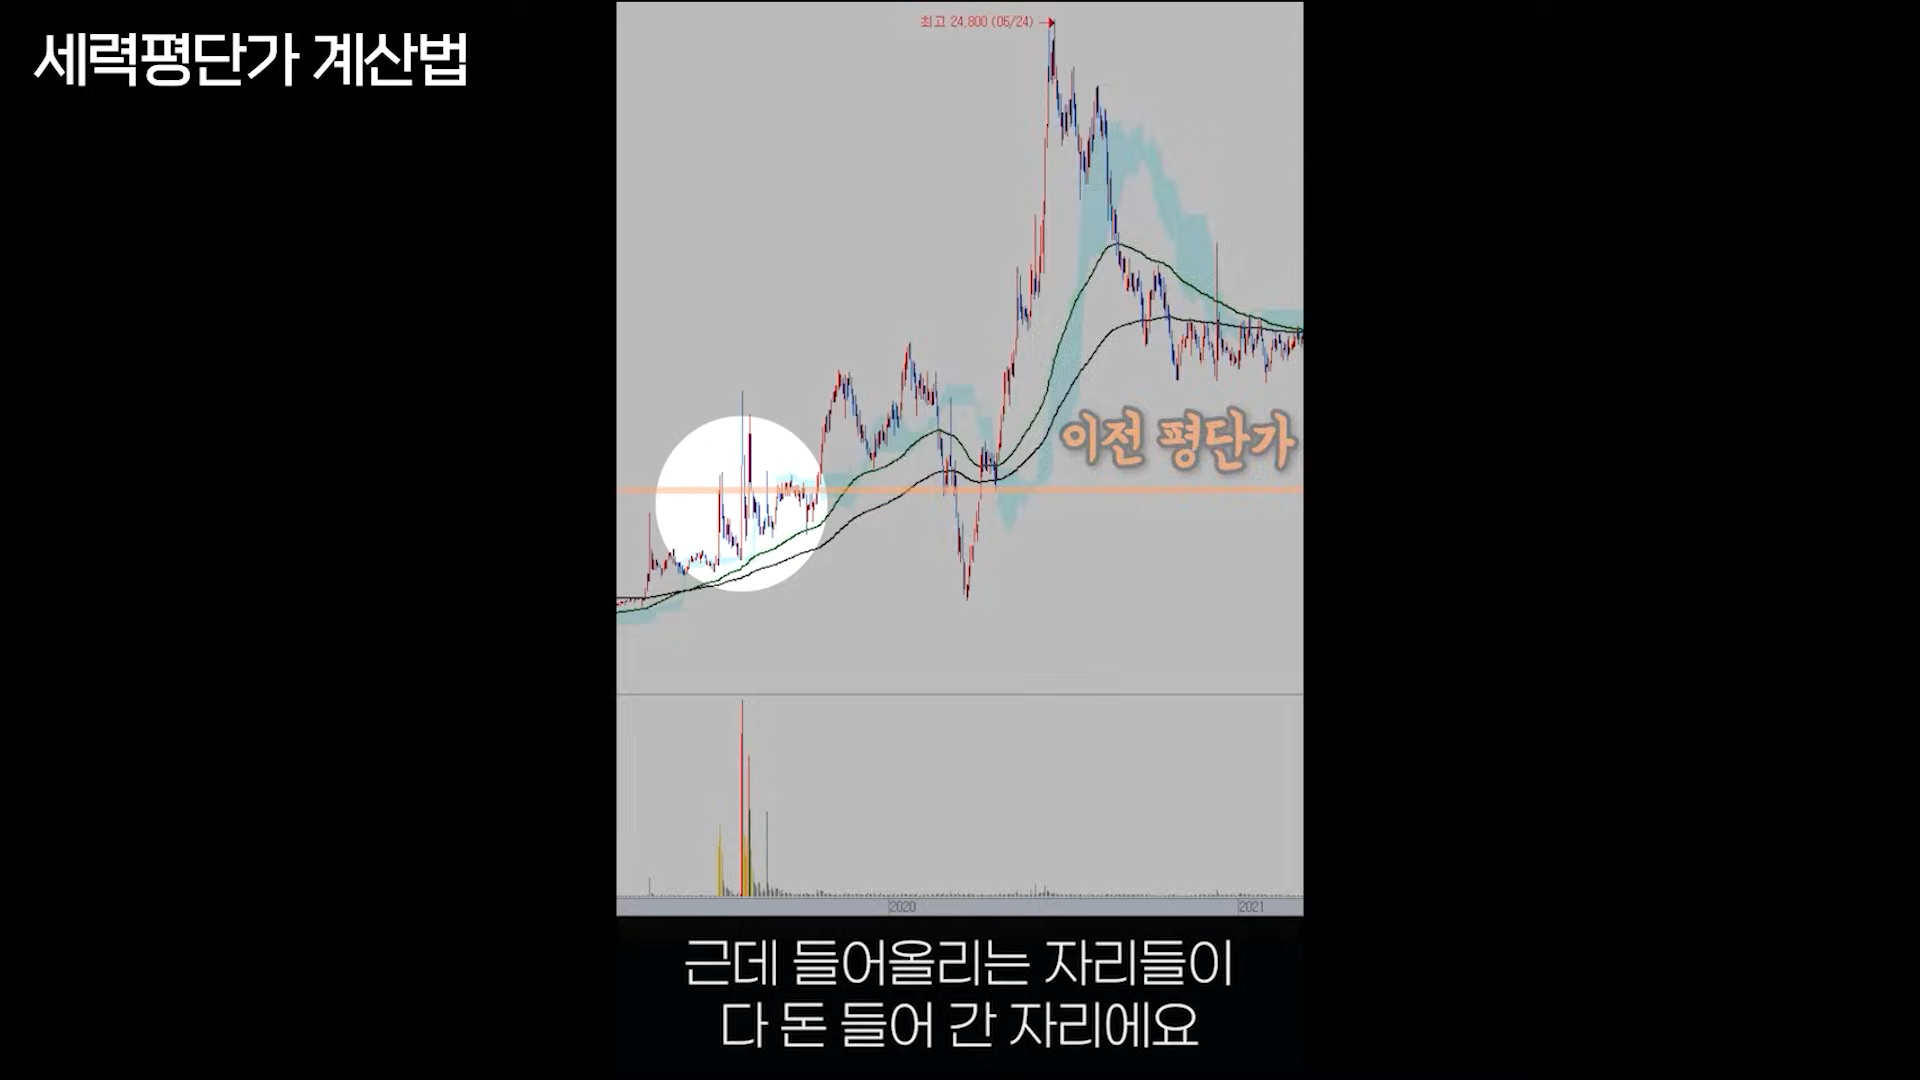 세력평단가 계산법
최고 24,800 (06/24) →
이전 평단가
2020
2021
근데 들어올리는 자리들이
다 돈 들어 간 자리에요